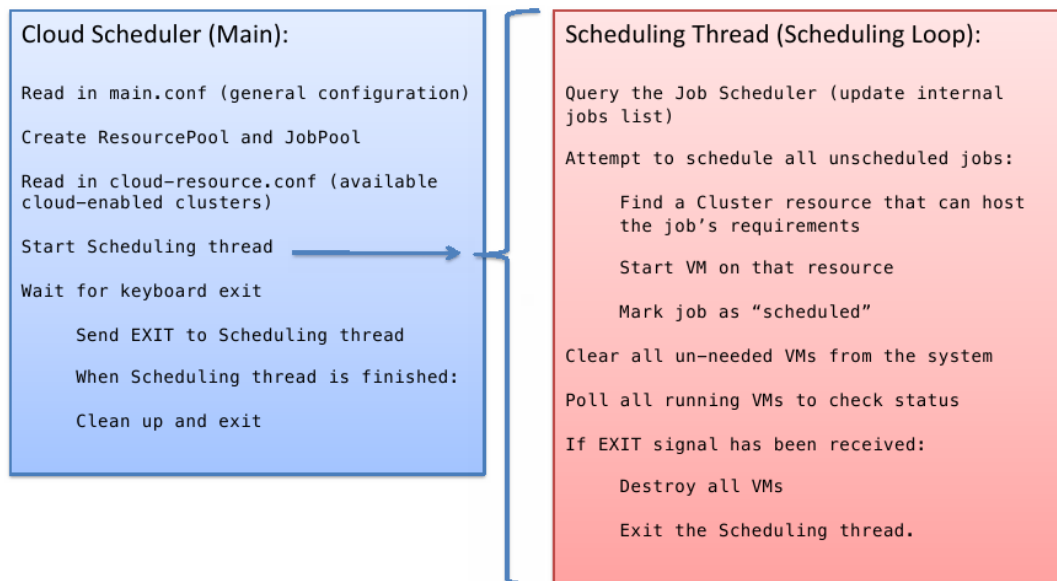 Cloud Scheduler (Main):
Read in main.conf (general configuration)
Create ResourcePool and JobPool
Read in cloud-resource.conf (available
cloud-enabled clusters)
Start Scheduling thread
Wait for keyboard exit
Send EXIT to Scheduling thread
When Scheduling thread is finished:
Clean up and exit
Scheduling Thread (Scheduling Loop):
Query the Job Scheduler (update internal
jobs list)
Attempt to schedule all unscheduled jobs:
Find a Cluster resource that can host
the job’s requirements
Start VM on that resource
Mark job as “scheduled”
Clear all un-needed VMs from the system
Poll all running VMs to check status
If EXIT signal has been received:
Destroy all VMs
Exit the Scheduling thread.